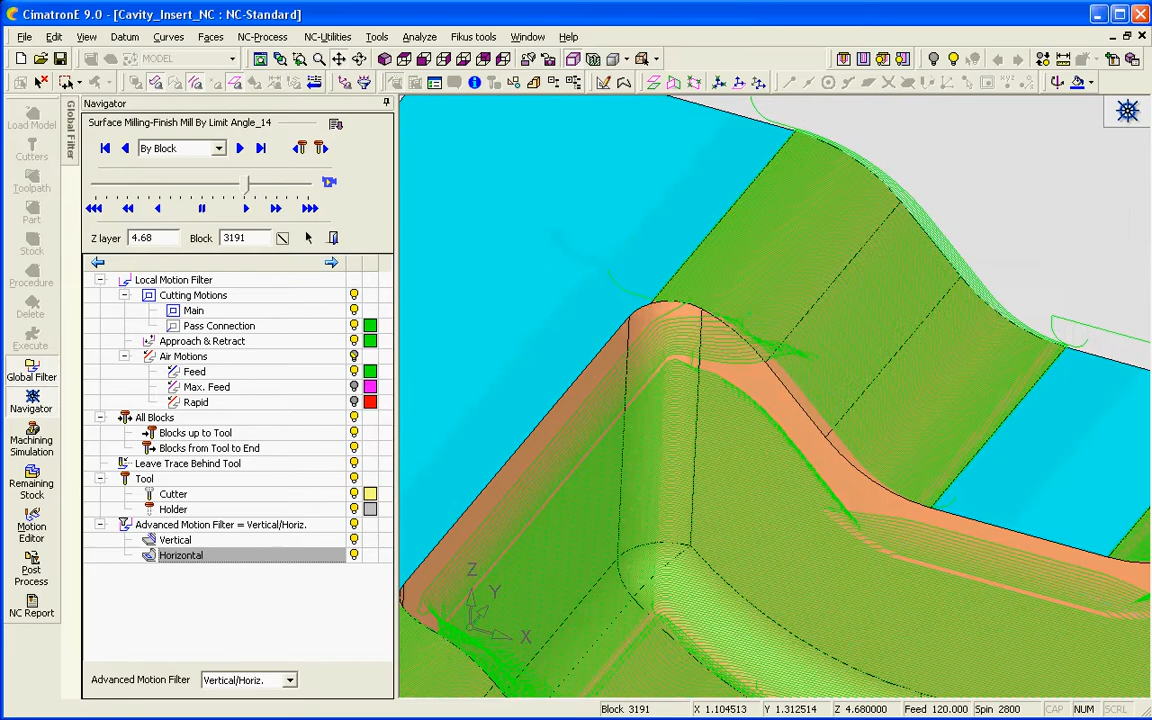 CimatronE 9.0 - [Cavity_Insert_NC : NC-Standard]
File Edit View Datum Curves Faces NC-Process NC-Utilities Tools Analyze Fikus tools Window Help
MODEL
Load Model
Cutters
Toolpath
Part
Stock
Procedure
Delete
Execute
Global Filter
Navigator
Machining Simulation
Remaining Stock
Motion Editor
Post Process
NC Report
Global Filter
Navigator
Surface Milling-Finish Mill By Limit Angle_14
By Block
Z layer 4.68 Block 3191
Local Motion Filter
Cutting Motions
Main
Pass Connection
Approach & Retract
Air Motions
Feed
Max. Feed
Rapid
All Blocks
Blocks up to Tool
Blocks from Tool to End
Leave Trace Behind Tool
Tool
Cutter
Holder
Advanced Motion Filter = Vertical/Horiz.
Vertical
Horizontal
Advanced Motion Filter Vertical/Horiz.
Z
Y
X
Block 3191 X 1.104513 Y 1.312514 Z 4.680000 Feed 120.000 Spin 2800 CAP NUM SCRL